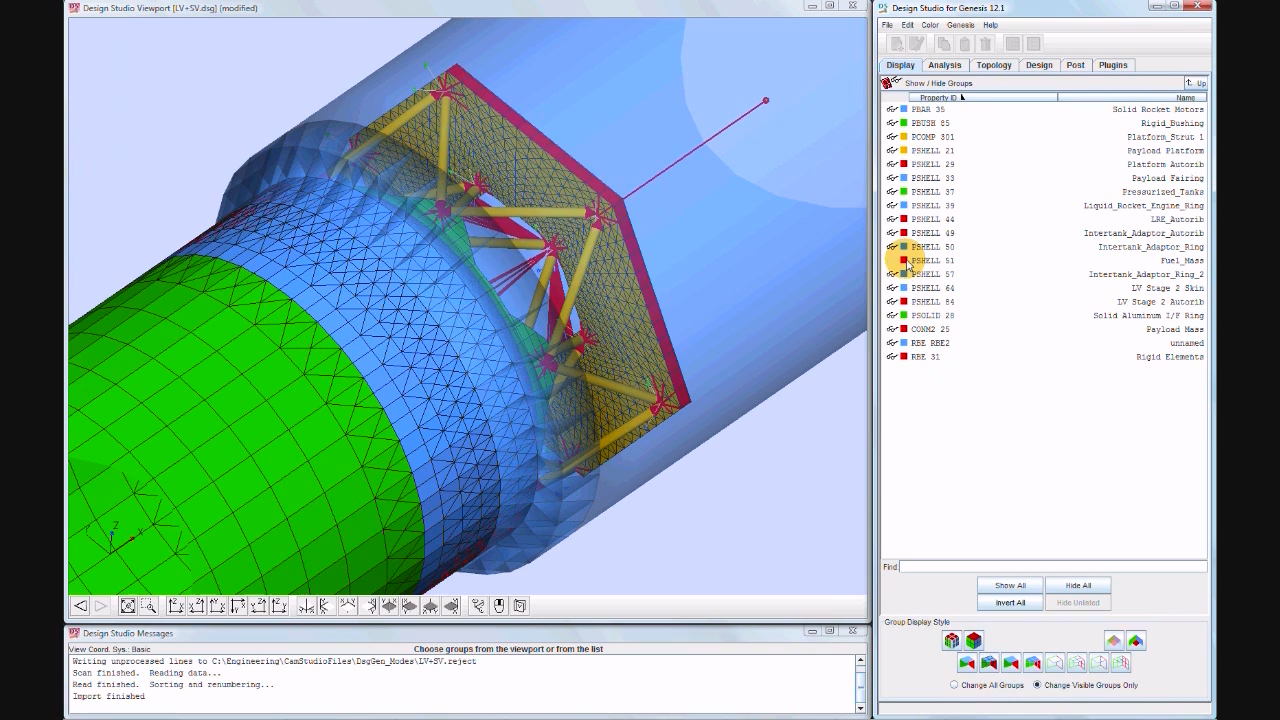 Design Studio Viewport [LV+SV.dsg] (modified)
Z
X
Design Studio Messages
View Coord. Sys.: Basic
Choose groups from the viewport or from the list
Writing unprocessed lines to C:\Engineering\CamStudioFiles\DsgGen_Modes\LV+SV.reject
Scan finished. Reading data...
Read finished. Sorting and renumbering...
Import finished
Design Studio for Genesis 12.1
File Edit Color Genesis Help
Display Analysis Topology Design Post Plugins
Show / Hide Groups Up
Property ID Name
PBAR 35 Solid Rocket Motors
PBUSH 85 Rigid_Bushing
PCOMP 301 Platform_Strut 1
PSHELL 21 Payload Platform
PSHELL 29 Platform Autorib
PSHELL 33 Payload Fairing
PSHELL 37 Pressurized_Tanks
PSHELL 39 Liquid_Rocket_Engine_Ring
PSHELL 44 LRE_Autorib
PSHELL 49 Intertank_Adaptor_Autorib
PSHELL 50 Intertank_Adaptor_Ring
PSHELL 51 Fuel_Mass
PSHELL 57 Intertank_Adaptor_Ring_2
PSHELL 64 LV Stage 2 Skin
PSHELL 84 LV Stage 2 Autorib
PSOLID 28 Solid Aluminum I/F Ring
CONM2 25 Payload Mass
RBE RBE2 unnamed
RBE 31 Rigid Elements
Find
Show All Hide All
Invert All Hide Unlisted
Group Display Style
Change All Groups Change Visible Groups Only